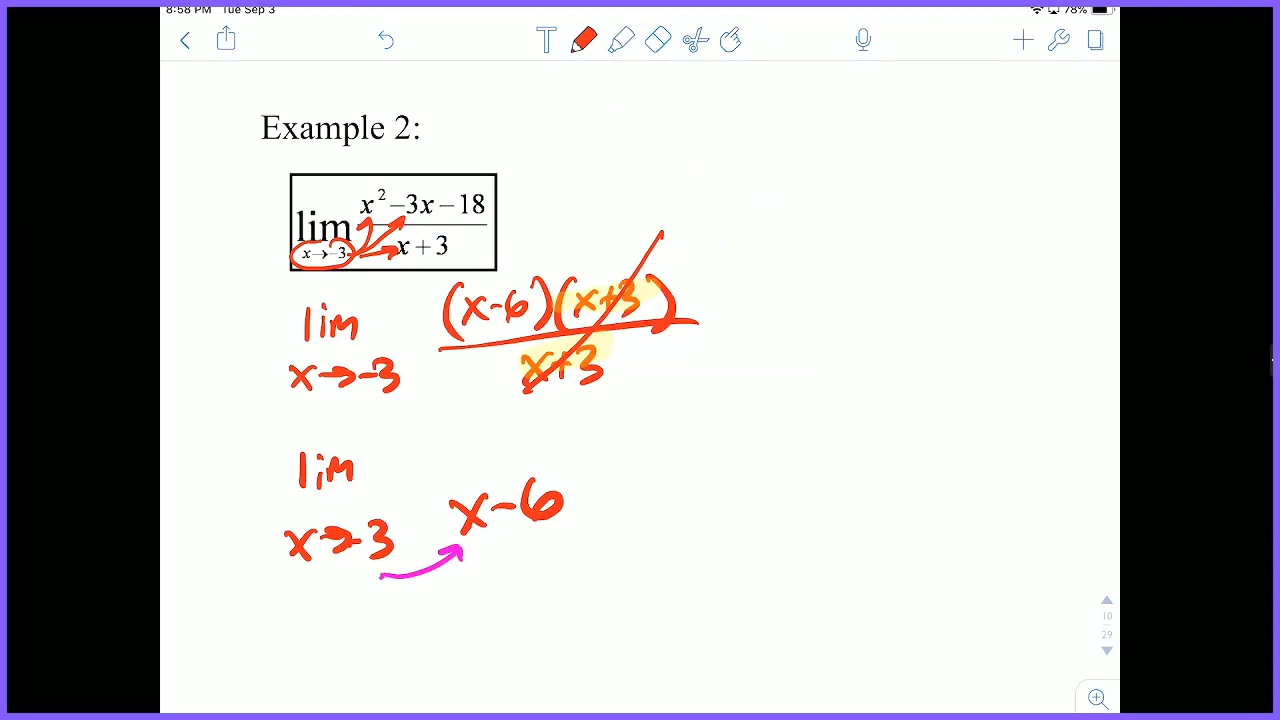 8:58 PM Tue Sep 3 78%
T
Example 2:
lim x→−3 x² − 3x − 18 / x + 3
lim x→-3 (x-6)(x+3) / x+3
lim x→-3 x-6
10
29